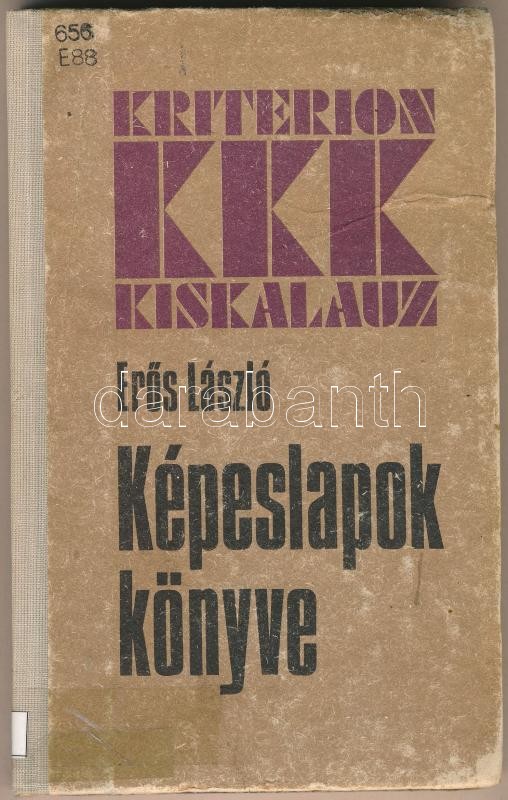 656
E88
KRITERION
KKK
KISKALAUZ
Erős László
darabanth
Képeslapok
könyve